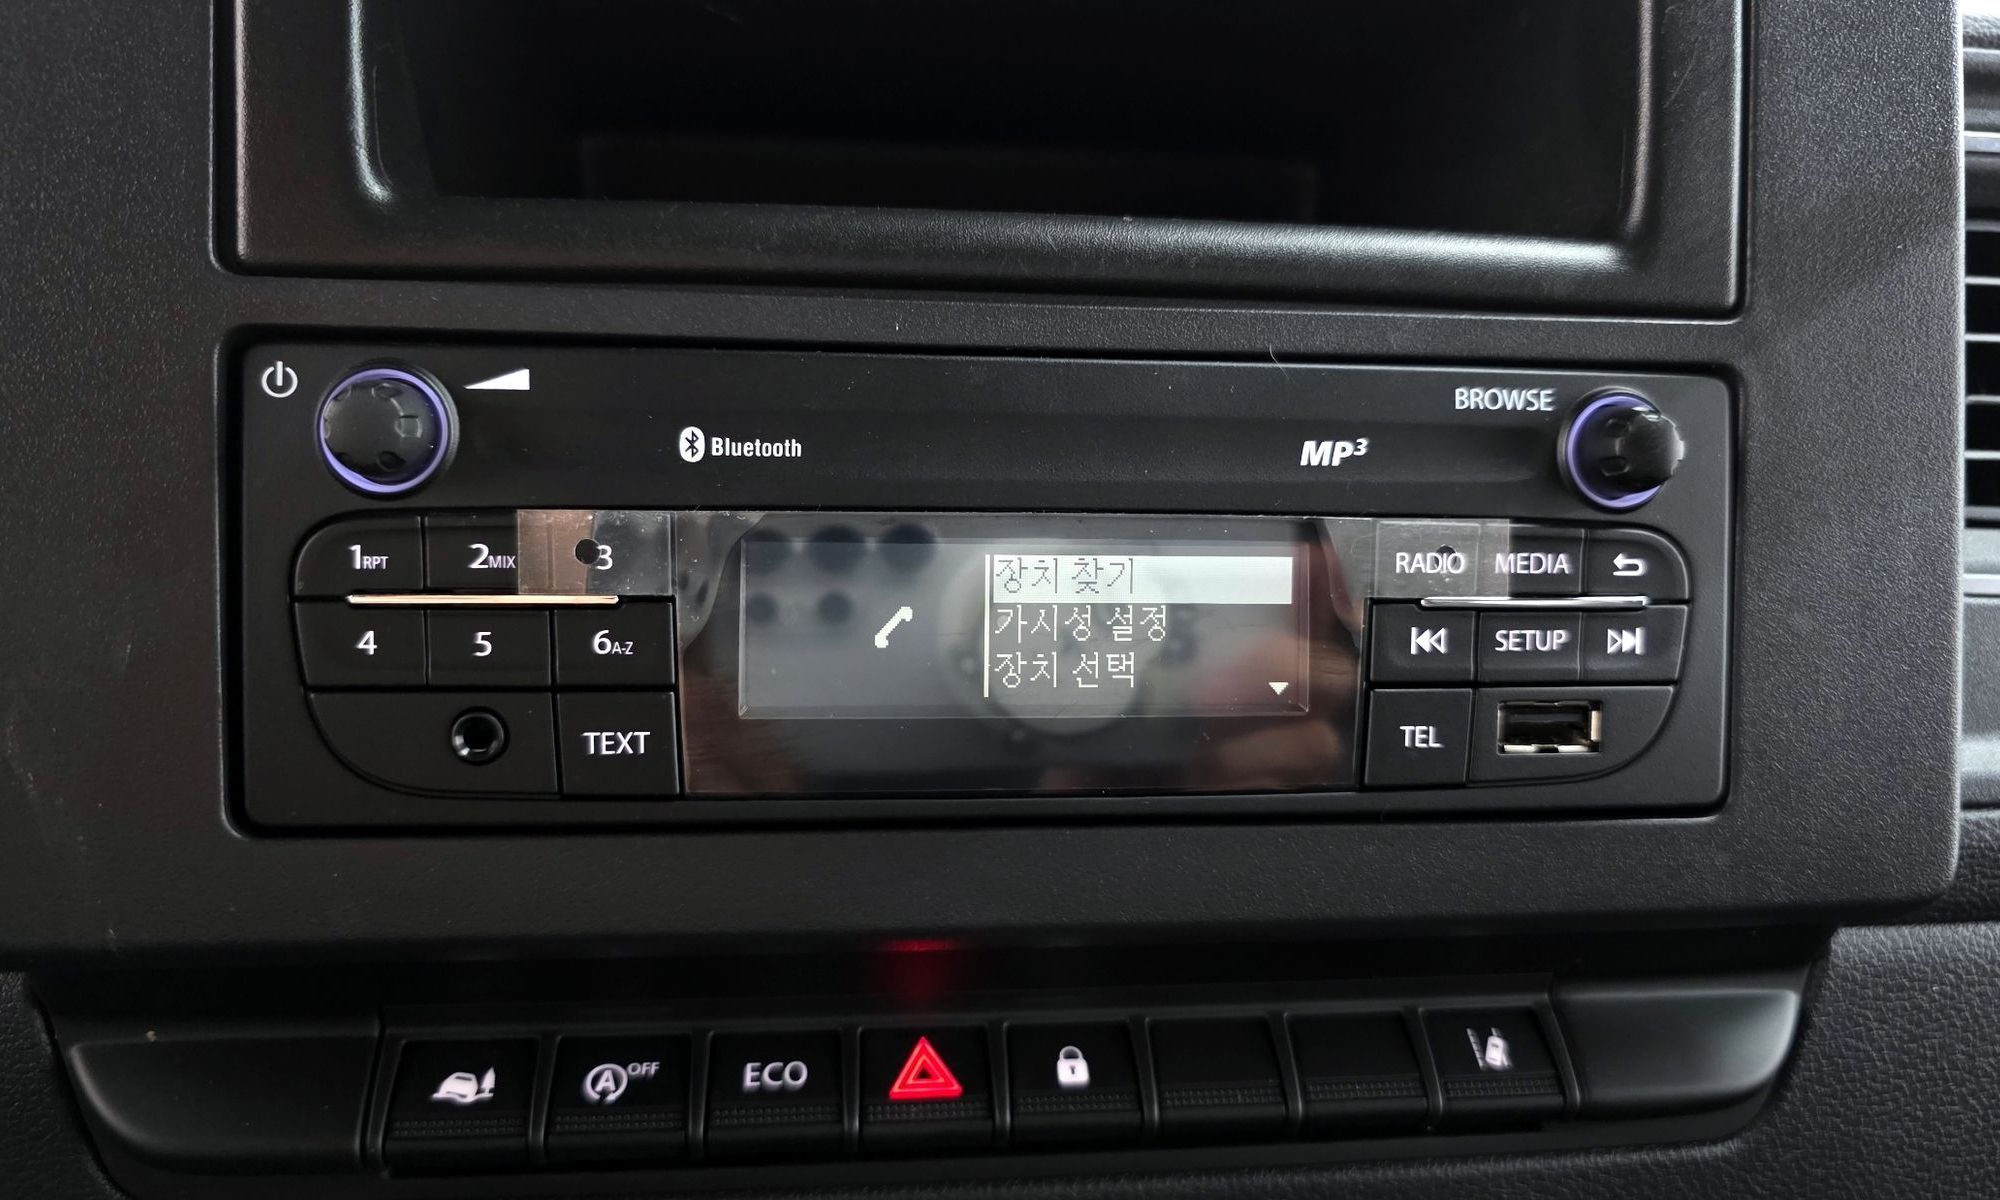 BROWSE
Bluetooth
MP3
1RPT 2MIX 3
장치 찾기
RADIO MEDIA
4 5 6A-Z
가시성 설정
SETUP
장치 선택
TEXT
TEL
A OFF
ECO